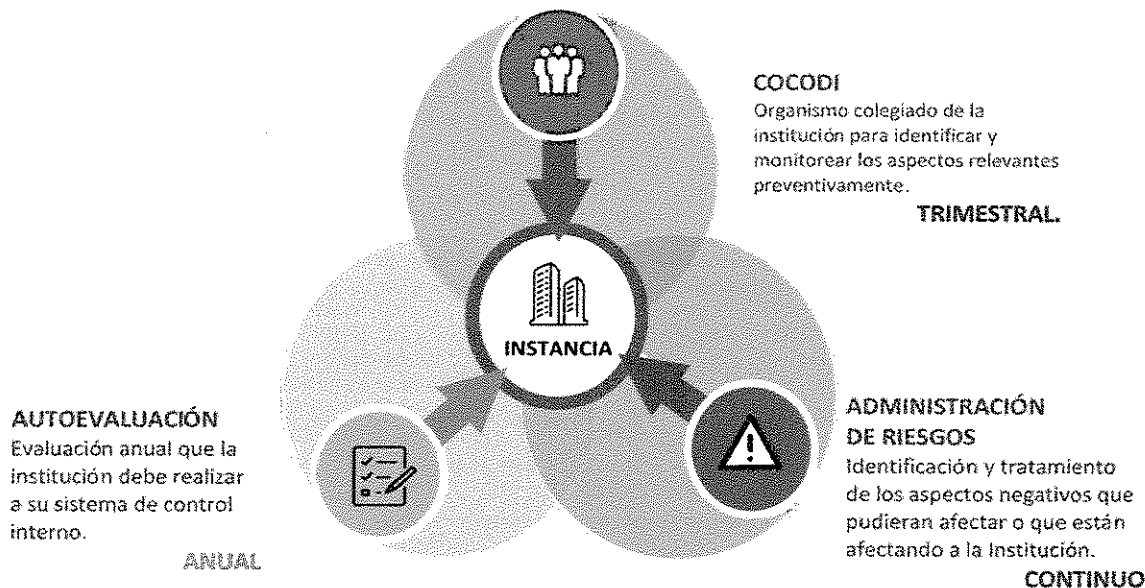 COCODI
Organismo colegiado de la
institución para identificar y
monitorear los aspectos relevantes
preventivamente.
TRIMESTRAL.
INSTANCIA
AUTOEVALUACIÓN
Evaluación anual que la
institución debe realizar
a su sistema de control
interno.
ANUAL
ADMINISTRACIÓN
DE RIESGOS
Identificación y tratamiento
de los aspectos negativos que
pudieran afectar o que están
afectando a la Institución.
CONTINUO